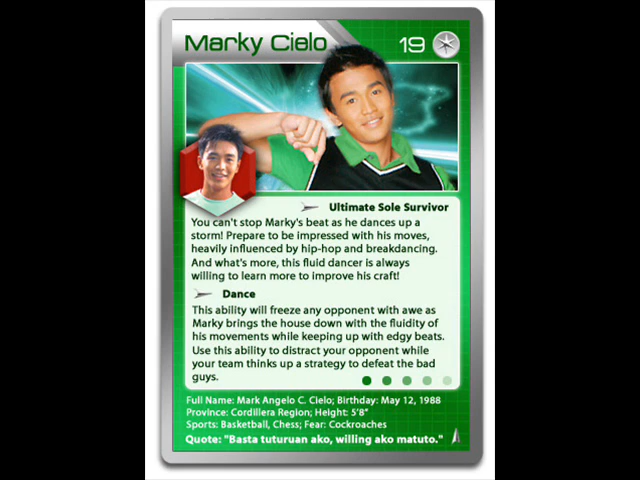 Marky Cielo 19
Ultimate Sole Survivor
You can't stop Marky's beat as he dances up a
storm! Prepare to be impressed with his moves,
heavily influenced by hip-hop and breakdancing.
And what's more, this fluid dancer is always
willing to learn more to improve his craft!
Dance
This ability will freeze any opponent with awe as
Marky brings the house down with the fluidity of
his movements while keeping up with edgy beats.
Use this ability to distract your opponent while
your team thinks up a strategy to defeat the bad
guys.
Full Name: Mark Angelo C. Cielo; Birthday: May 12, 1988
Province: Cordillera Region; Height: 5'8"
Sports: Basketball, Chess; Fear: Cockroaches
Quote: "Basta tuturuan ako, willing ako matuto."